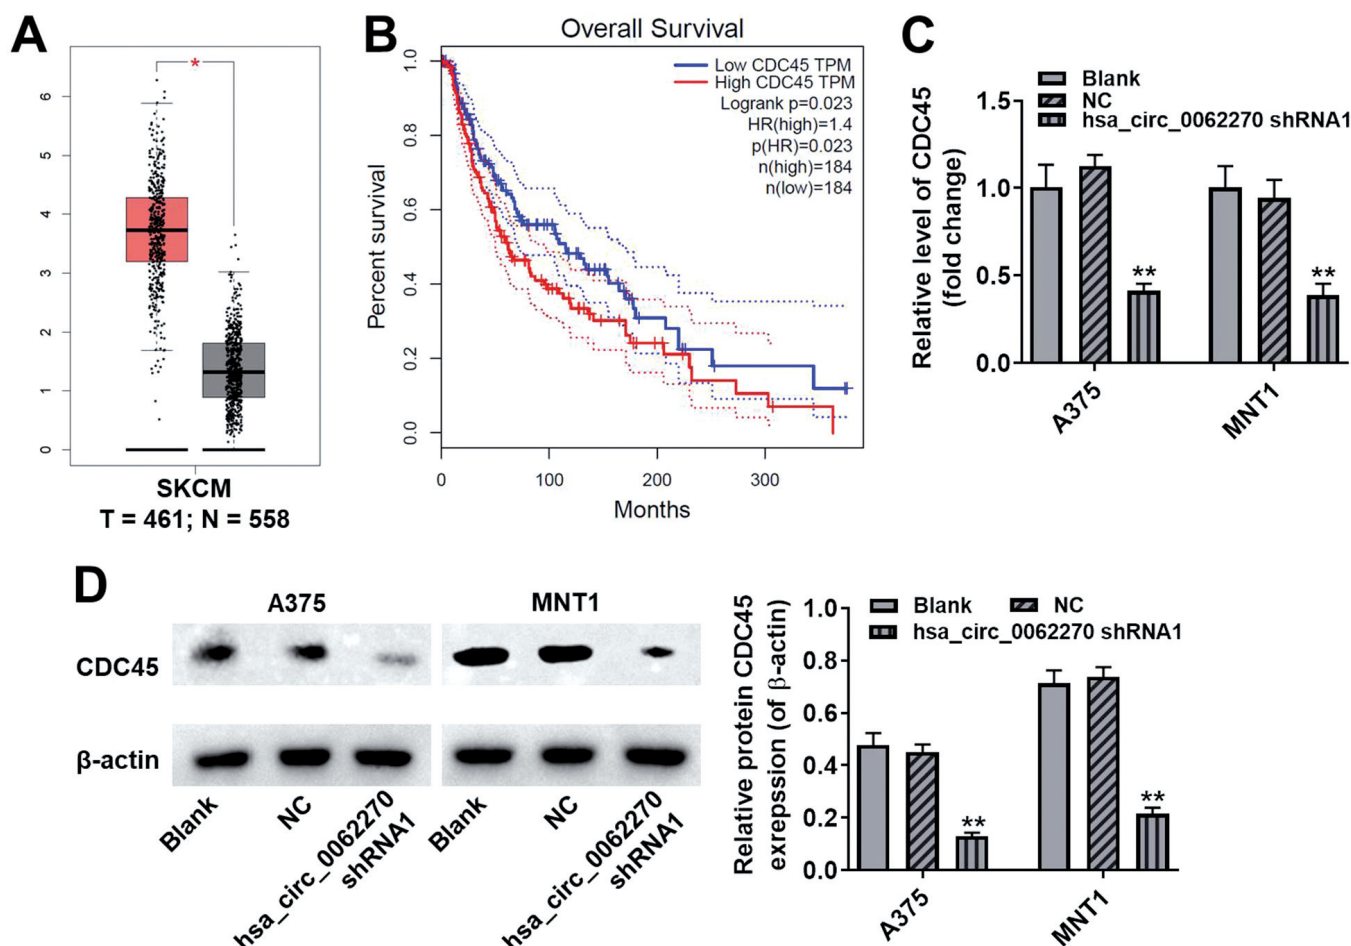 A
*
6
5
4
3
2
1
0
SKCM
T = 461; N = 558
B
Overall Survival
Low CDC45 TPM
High CDC45 TPM
Logrank p=0.023
HR(high)=1.4
p(HR)=0.023
n(high)=184
n(low)=184
Percent survival
1.0
0.8
0.6
0.4
0.2
0.0
0 100 200 300
Months
C
Blank
NC
hsa_circ_0062270 shRNA1
Relative level of CDC45
(fold change)
1.5
1.0
0.5
0.0
** **
A375 MNT1
D
A375 MNT1
CDC45
β-actin
Blank NC hsa_circ_0062270
shRNA1
Blank NC hsa_circ_0062270
shRNA1
Blank NC
hsa_circ_0062270 shRNA1
Relative protein CDC45
exrepssion (of β-actin)
1.0
0.8
0.6
0.4
0.2
0.0
** **
A375 MNT1